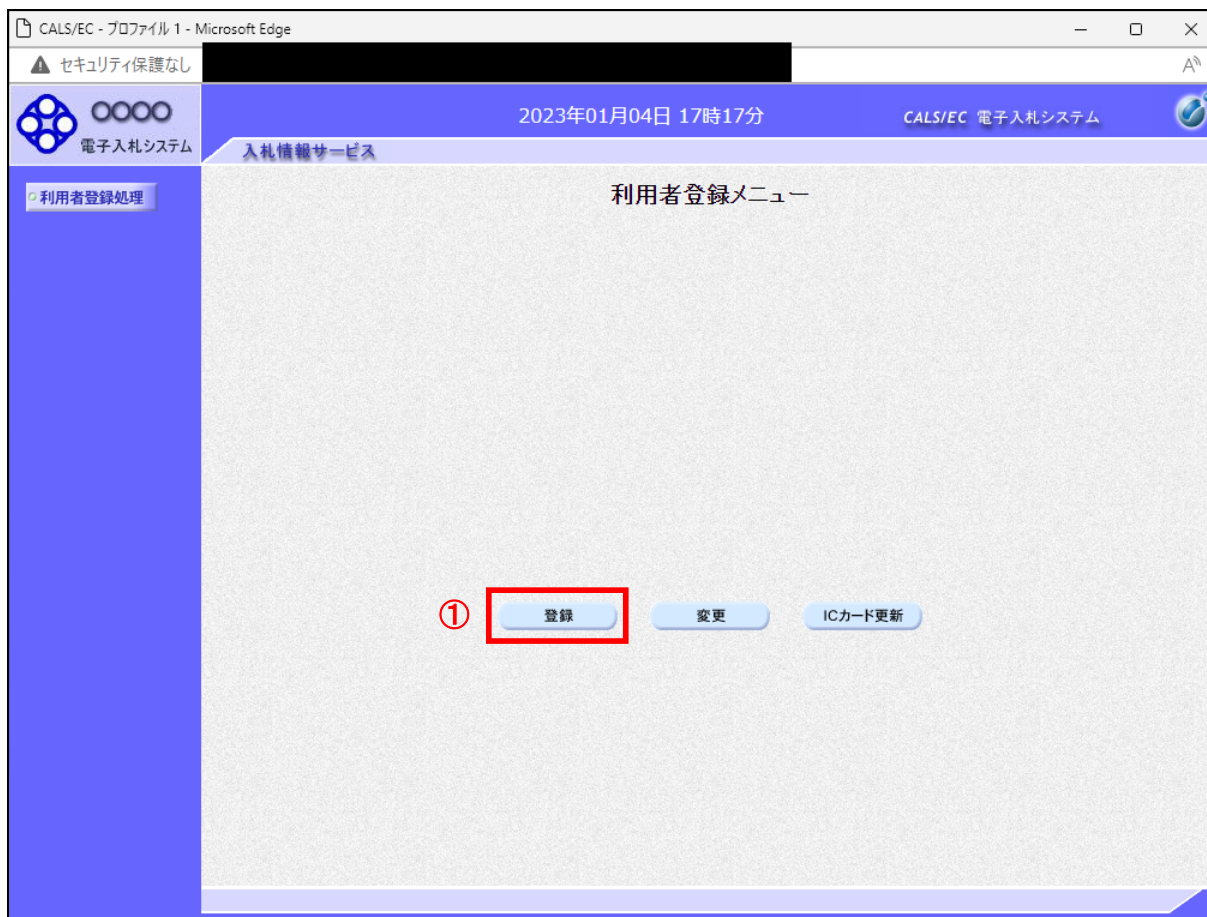 CALS/EC - プロファイル 1 - Microsoft Edge
セキュリティ保護なし
OOOO
電子入札システム
2023年01月04日 17時17分
CALS/EC 電子入札システム
入札情報サービス
利用者登録処理
利用者登録メニュー
① 登録 変更 ICカード更新